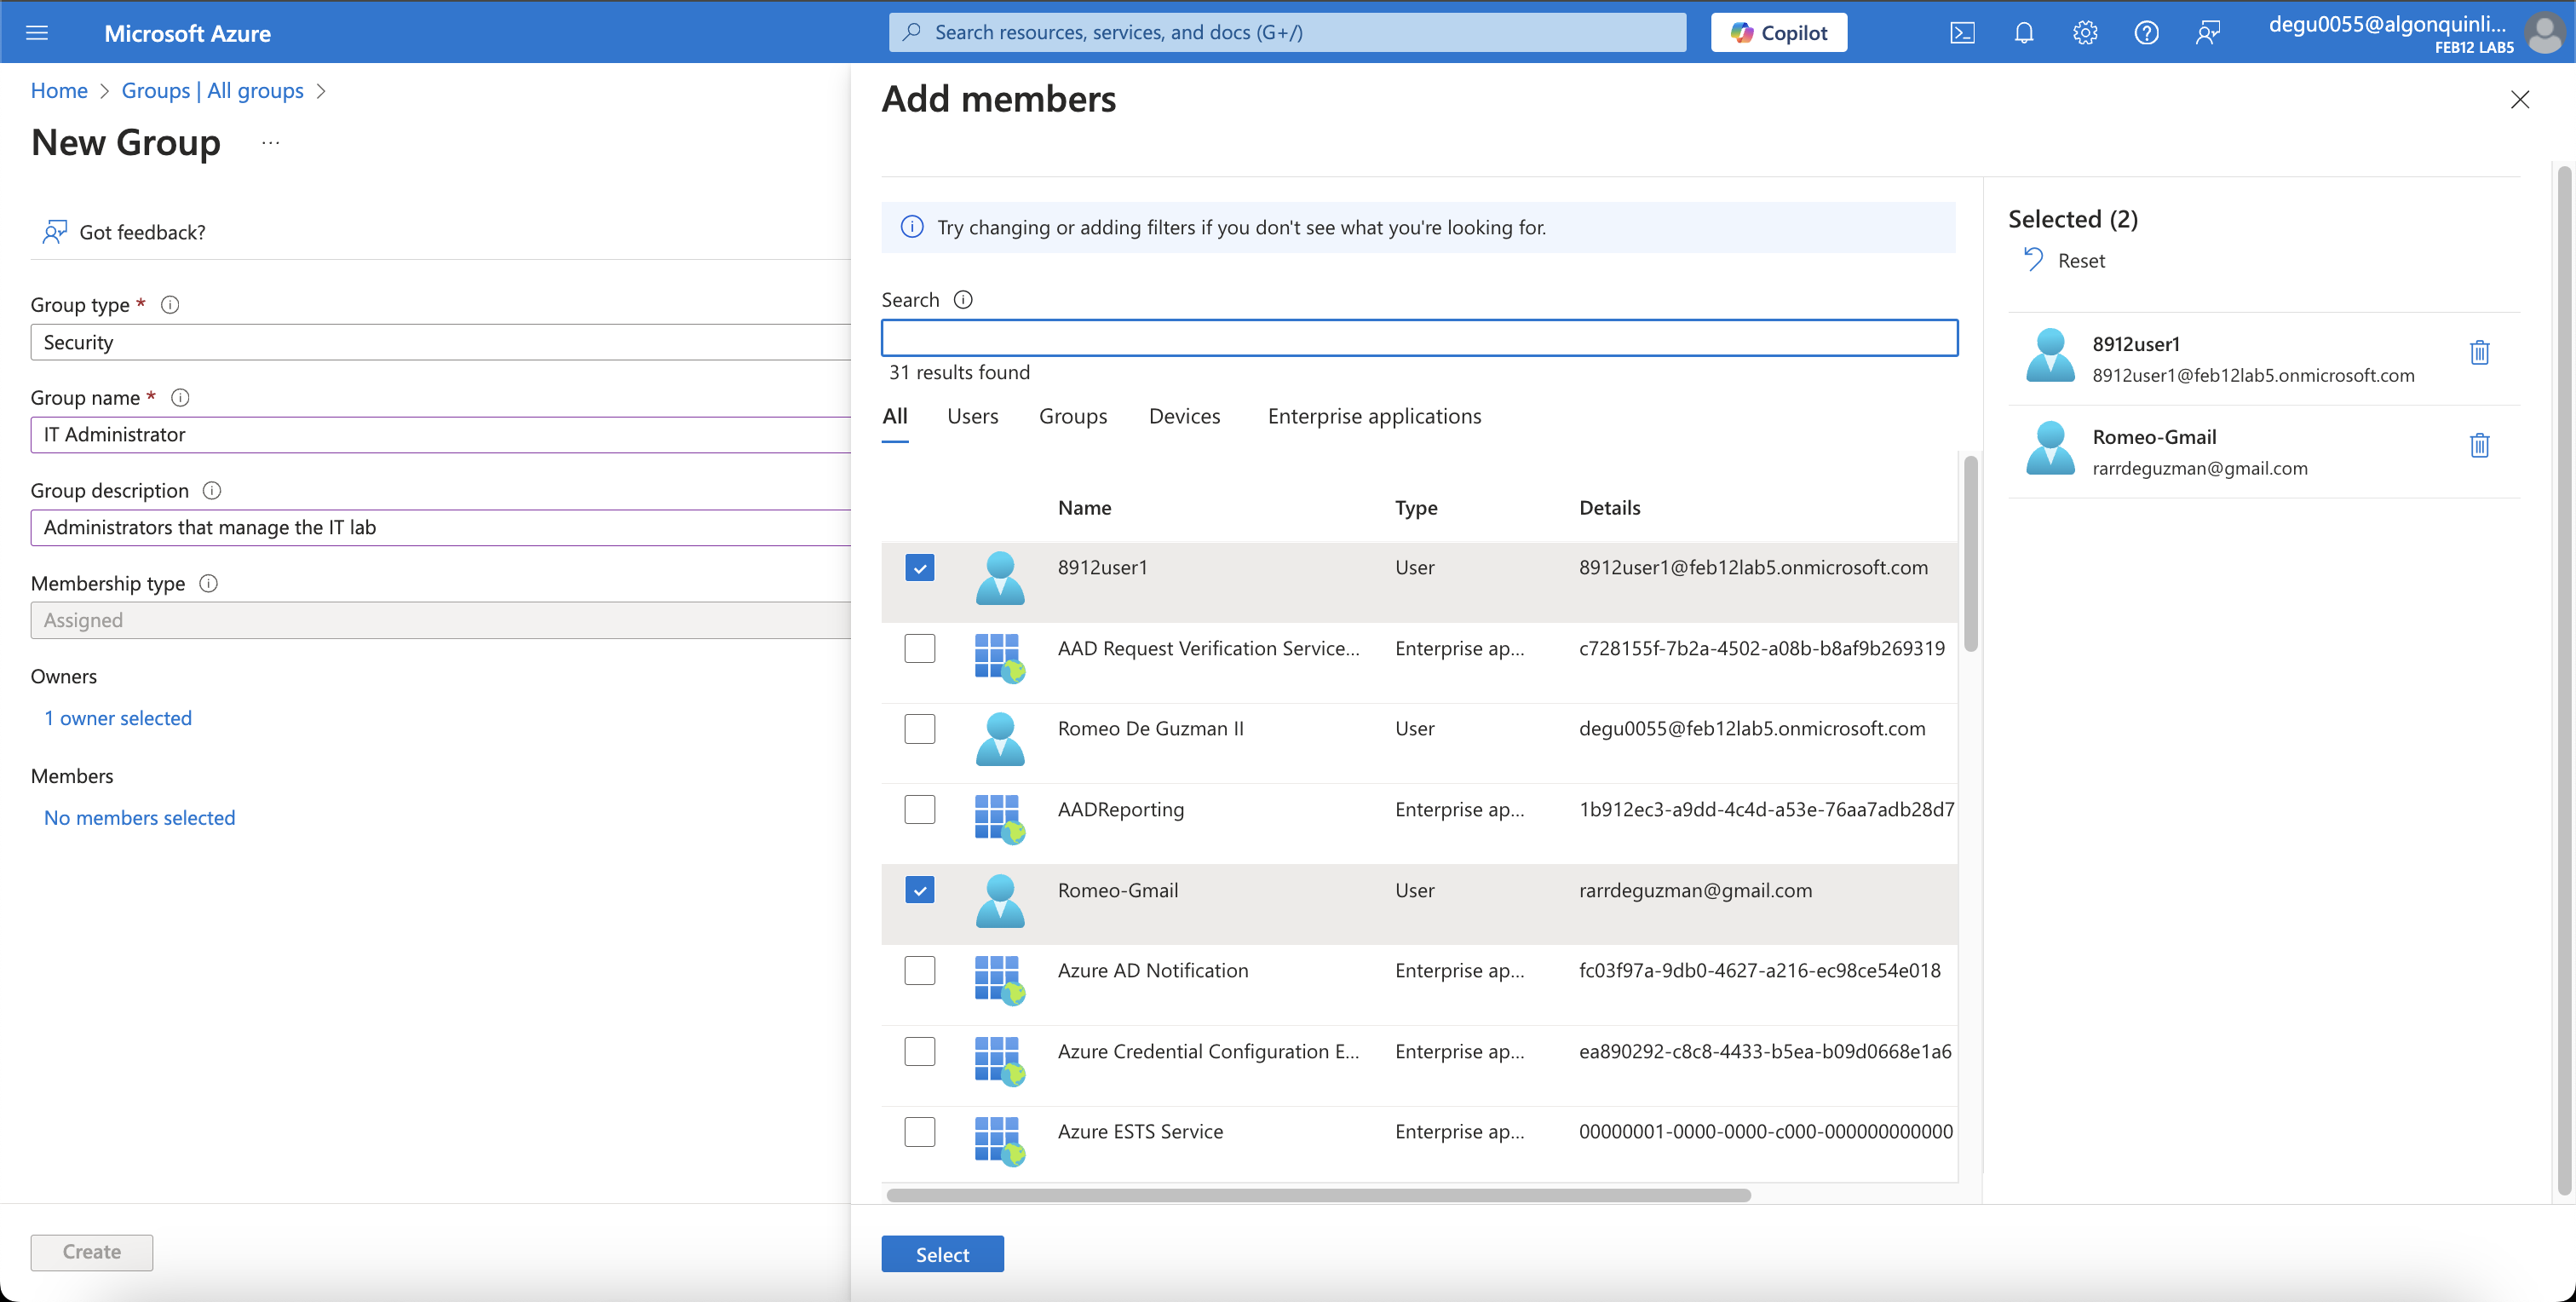 Microsoft Azure
Search resources, services, and docs (G+/)
Copilot
degu0055@algonquinli...
FEB12 LAB5
Home > Groups | All groups >
New Group ...
Got feedback?
Group type *
Security
Group name *
IT Administrator
Group description
Administrators that manage the IT lab
Membership type
Assigned
Owners
1 owner selected
Members
No members selected
Create
Add members
Try changing or adding filters if you don't see what you're looking for.
Search
31 results found
All Users Groups Devices Enterprise applications
Name Type Details
8912user1 User 8912user1@feb12lab5.onmicrosoft.com
AAD Request Verification Service... Enterprise ap... c728155f-7b2a-4502-a08b-b8af9b269319
Romeo De Guzman II User degu0055@feb12lab5.onmicrosoft.com
AADReporting Enterprise ap... 1b912ec3-a9dd-4c4d-a53e-76aa7adb28d7
Romeo-Gmail User rarrdeguzman@gmail.com
Azure AD Notification Enterprise ap... fc03f97a-9db0-4627-a216-ec98ce54e018
Azure Credential Configuration E... Enterprise ap... ea890292-c8c8-4433-b5ea-b09d0668e1a6
Azure ESTS Service Enterprise ap... 00000001-0000-0000-c000-000000000000
Select
Selected (2)
Reset
8912user1
8912user1@feb12lab5.onmicrosoft.com
Romeo-Gmail
rarrdeguzman@gmail.com